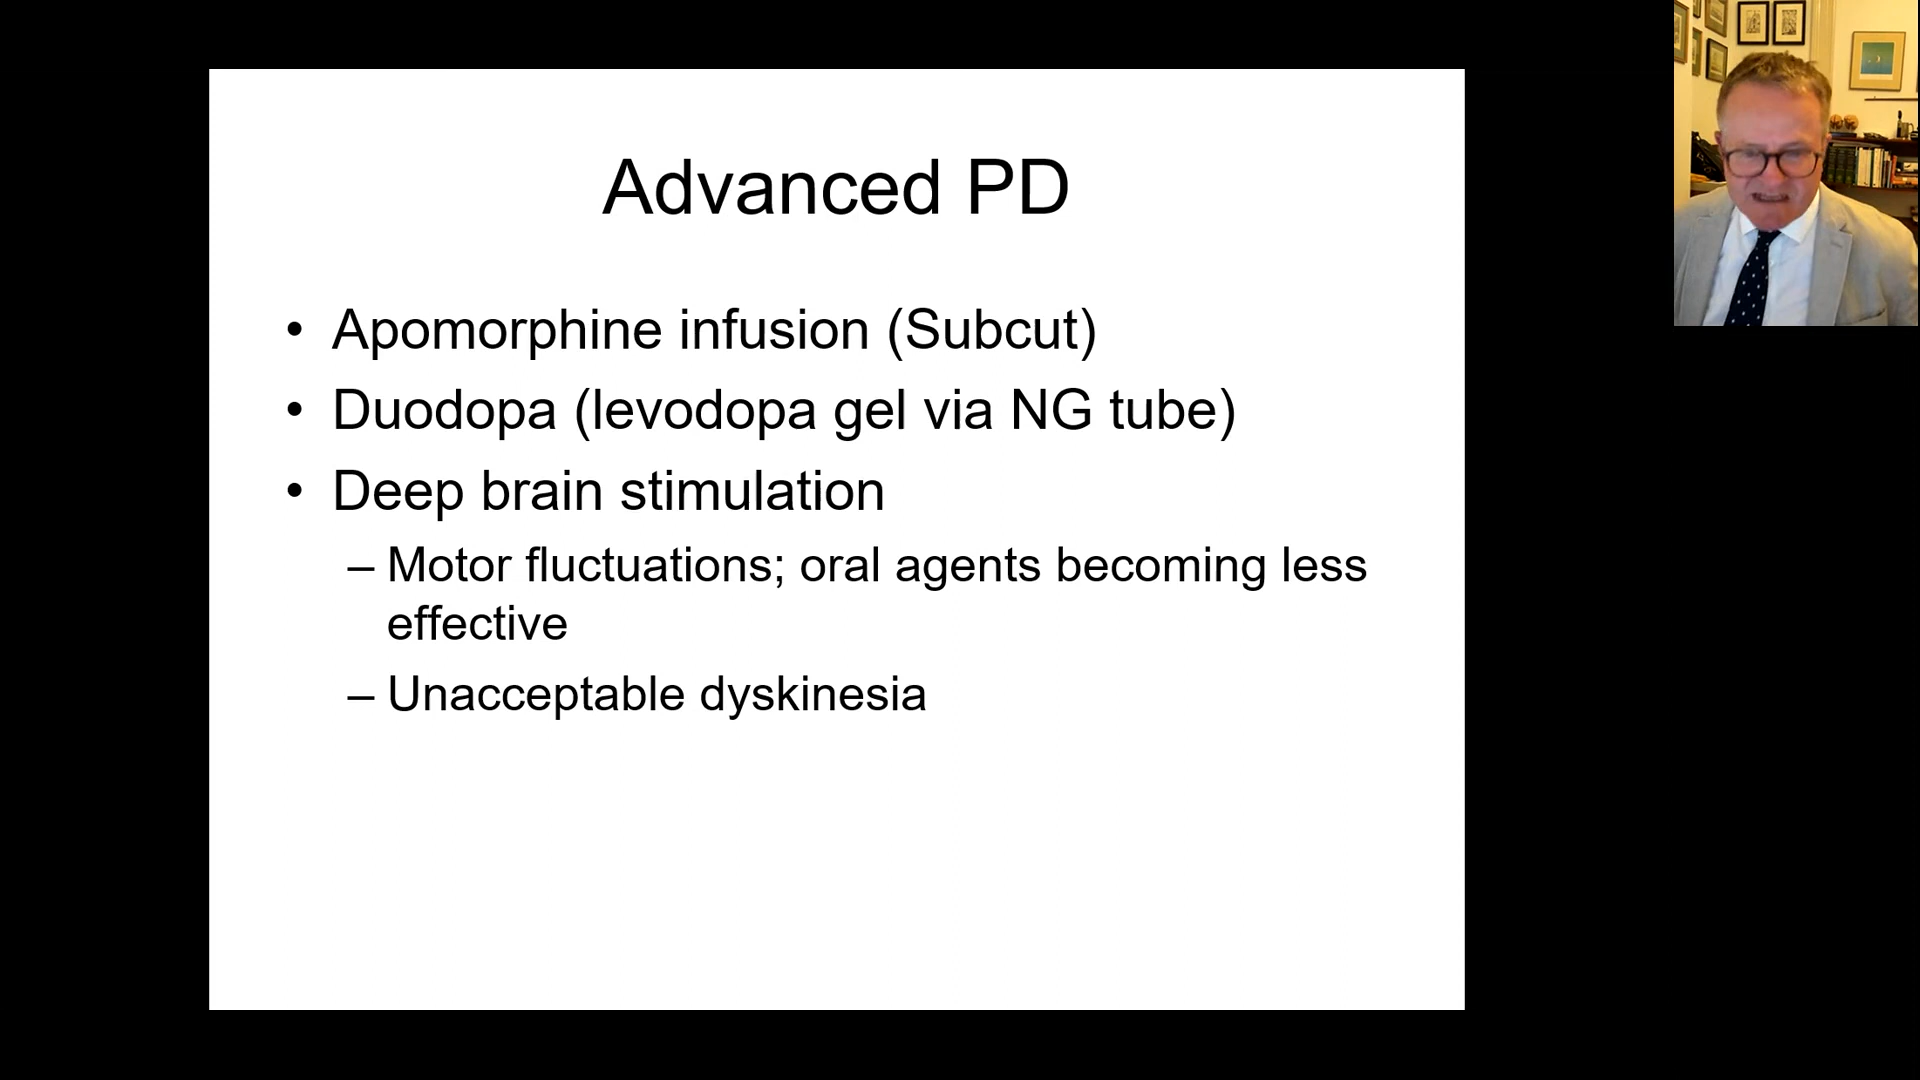 Advanced PD
• Apomorphine infusion (Subcut)
• Duodopa (levodopa gel via NG tube)
• Deep brain stimulation
– Motor fluctuations; oral agents becoming less
effective
– Unacceptable dyskinesia